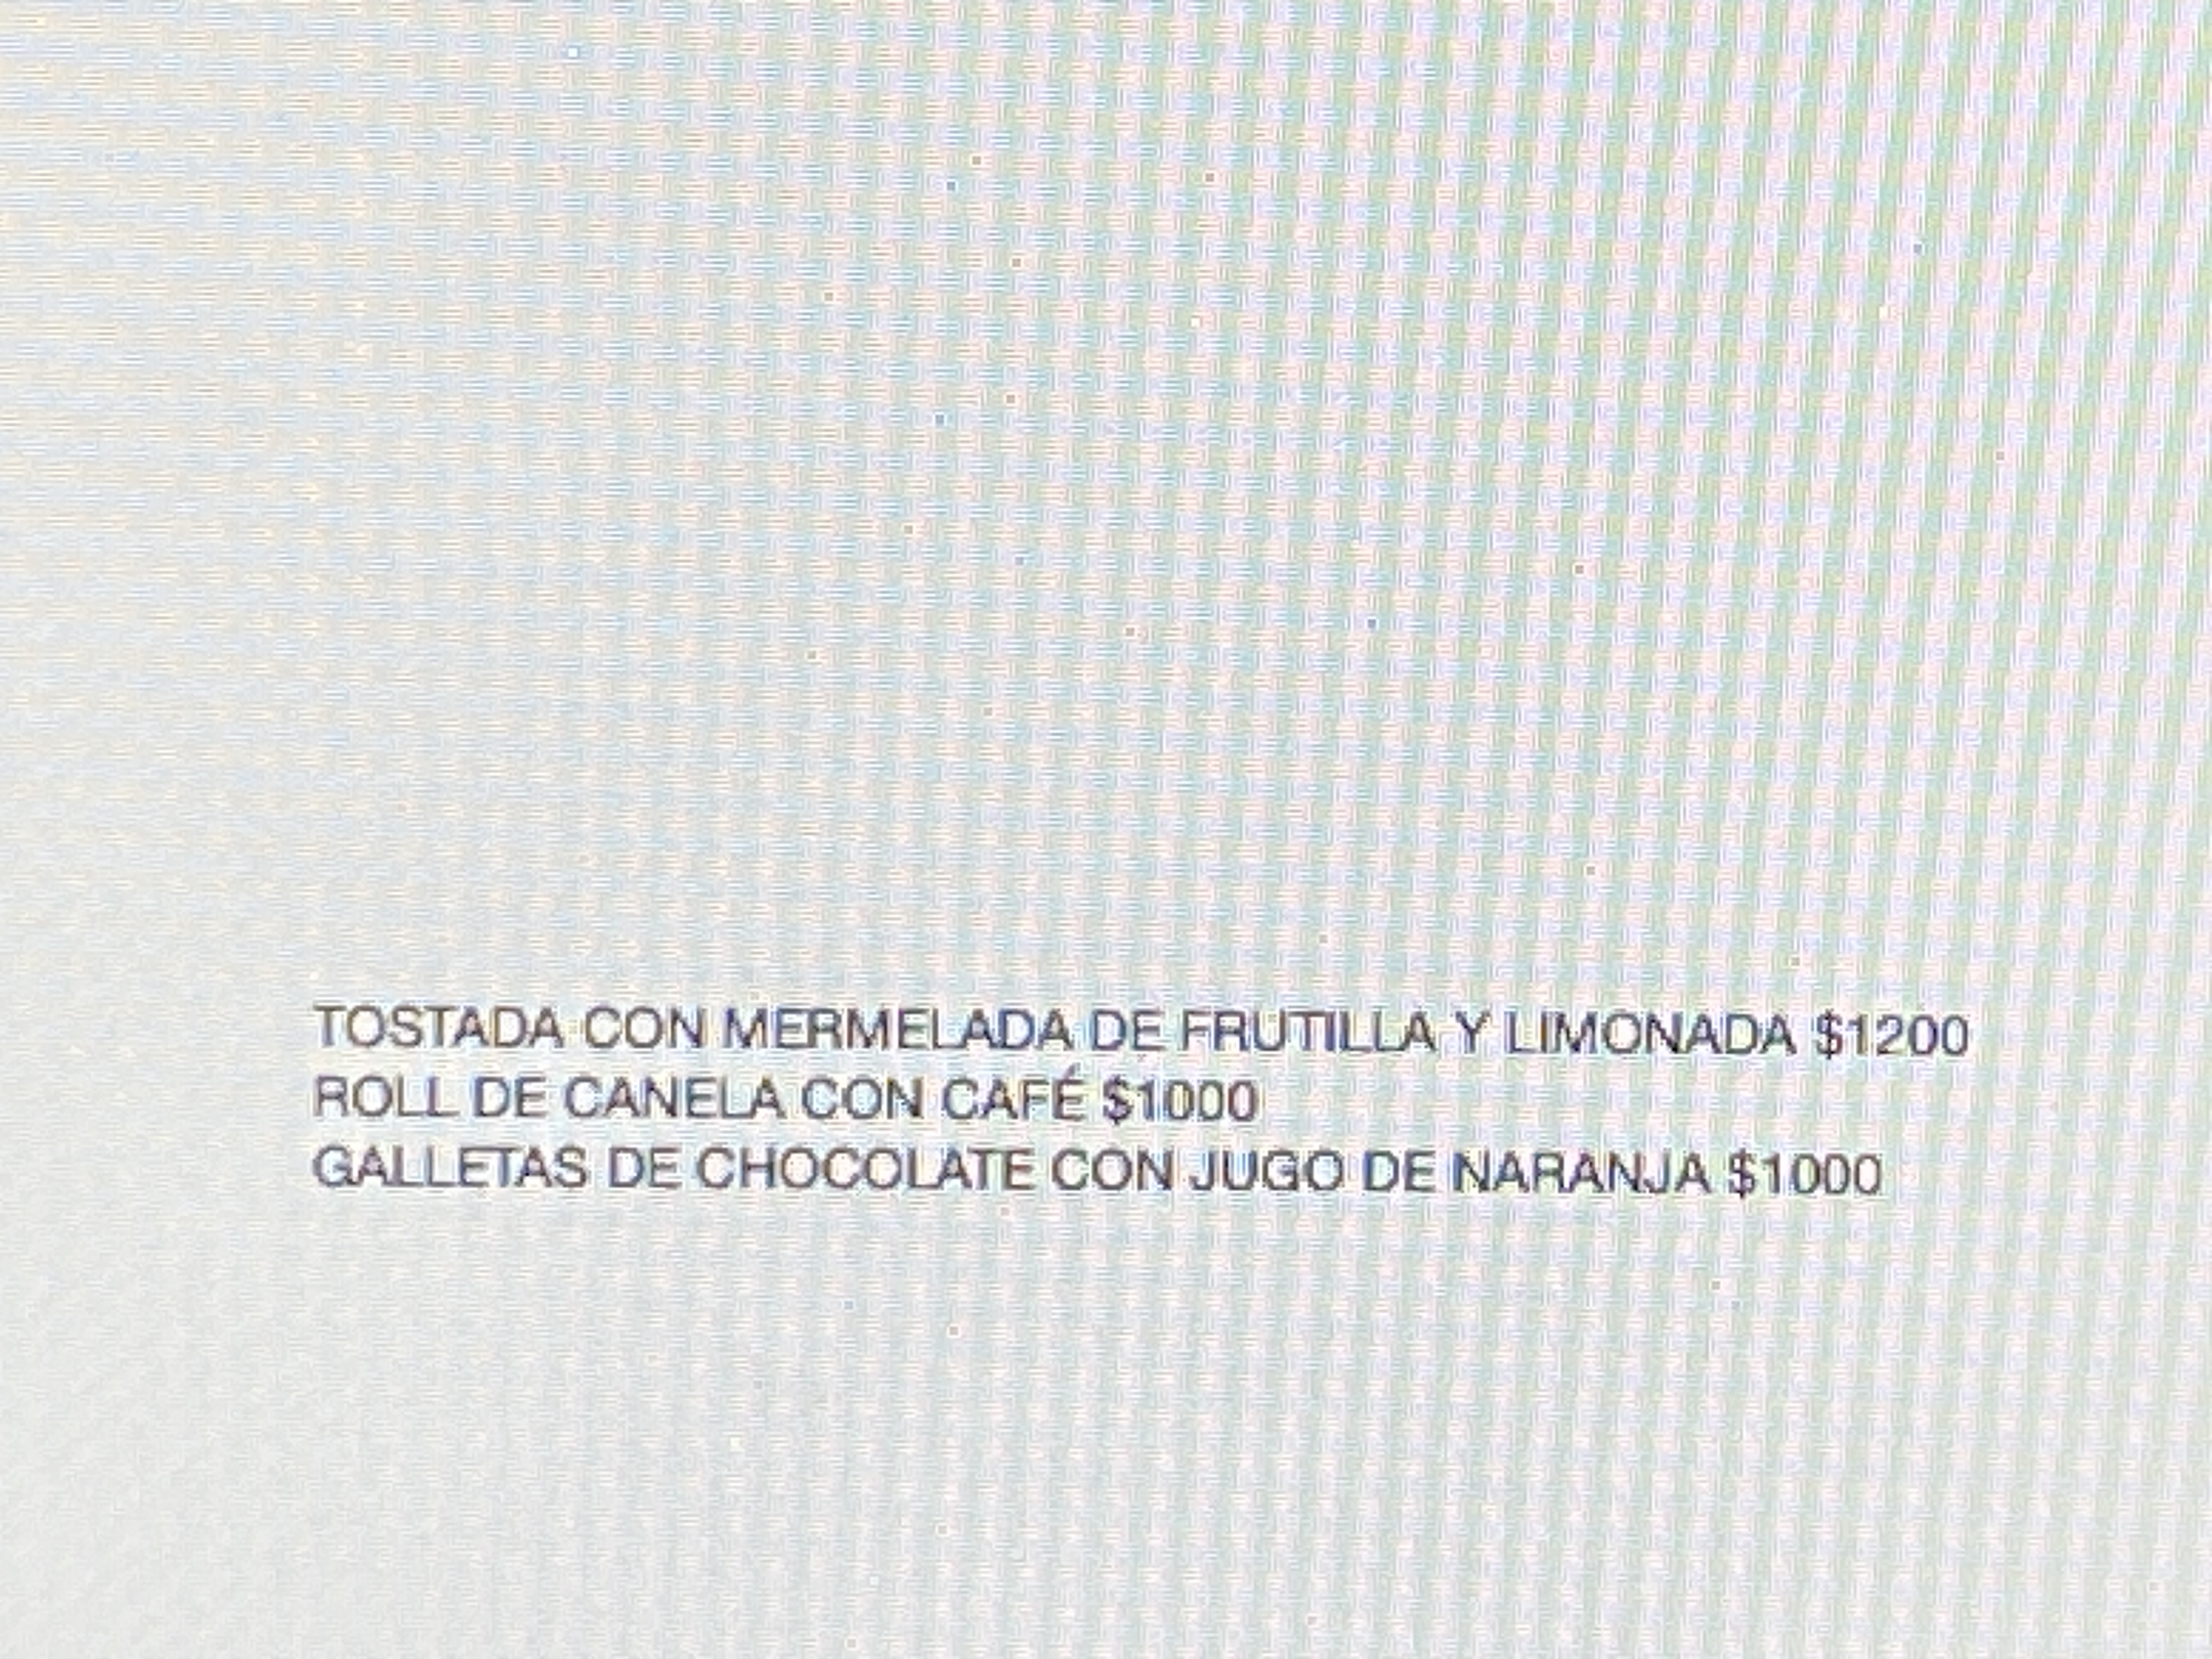 TOSTADA CON MERMELADA DE FRUTILLA Y LIMONADA $1200
ROLL DE CANELA CON CAFÉ $1000
GALLETAS DE CHOCOLATE CON JUGO DE NARANJA $1000